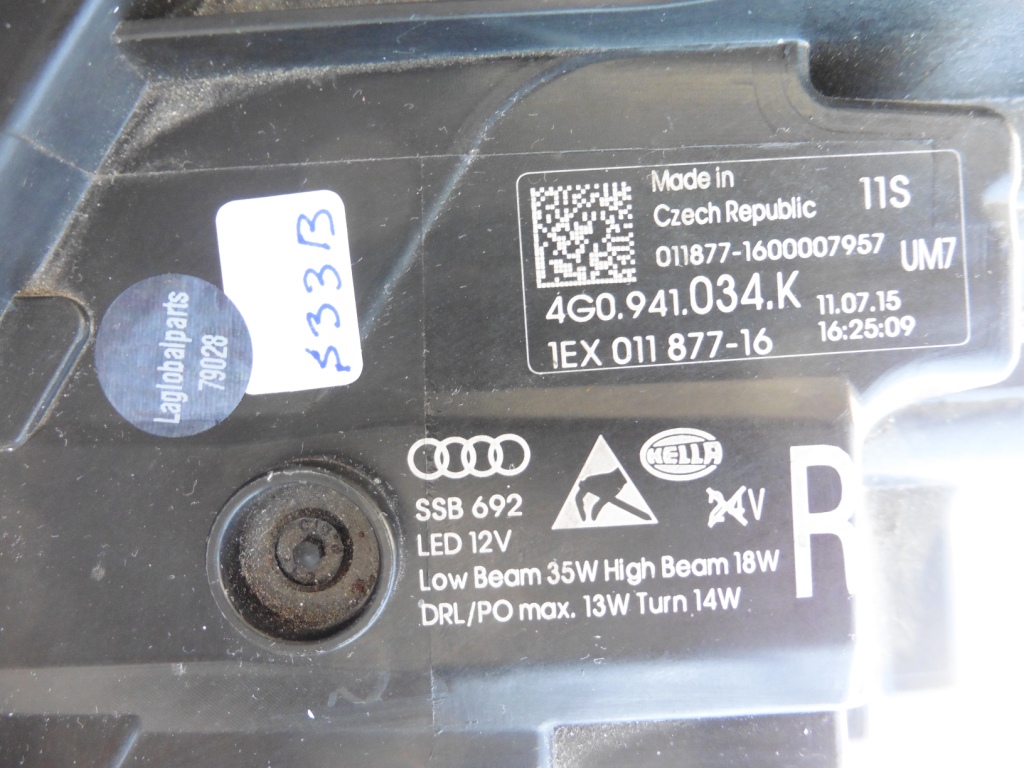 Made in
Czech Republic
11S
011877-1600007957
UM7
4G0.941.034.K
11.07.15
1EX 011 877-16
16:25:09
S33B
Laglobalparts
79028
HELLA
SSB 692
24V
LED 12V
Low Beam 35W High Beam 18W
DRL/PO max. 13W Turn 14W
R